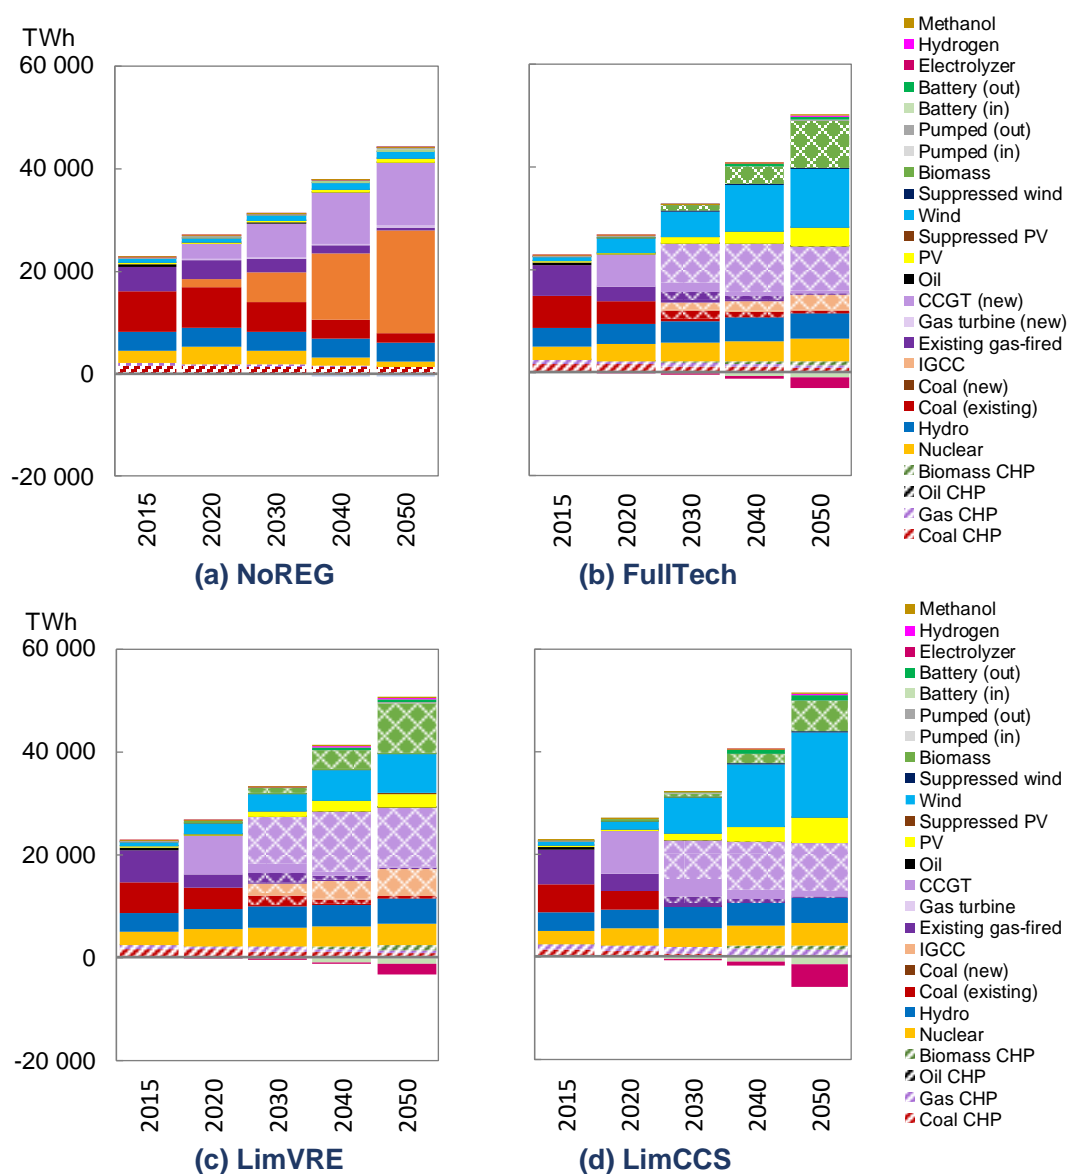 TWh
60 000
40 000
20 000
0
-20 000
2015
2020
2030
2040
2050
(a) NoREG
2015
2020
2030
2040
2050
(b) FullTech
Methanol
Hydrogen
Electrolyzer
Battery (out)
Battery (in)
Pumped (out)
Pumped (in)
Biomass
Suppressed wind
Wind
Suppressed PV
PV
Oil
CCGT (new)
Gas turbine (new)
Existing gas-fired
IGCC
Coal (new)
Coal (existing)
Hydro
Nuclear
Biomass CHP
Oil CHP
Gas CHP
Coal CHP
TWh
60 000
40 000
20 000
0
-20 000
2015
2020
2030
2040
2050
(c) LimVRE
2015
2020
2030
2040
2050
(d) LimCCS
Methanol
Hydrogen
Electrolyzer
Battery (out)
Battery (in)
Pumped (out)
Pumped (in)
Biomass
Suppressed wind
Wind
Suppressed PV
PV
Oil
CCGT
Gas turbine
Existing gas-fired
IGCC
Coal (new)
Coal (existing)
Hydro
Nuclear
Biomass CHP
Oil CHP
Gas CHP
Coal CHP